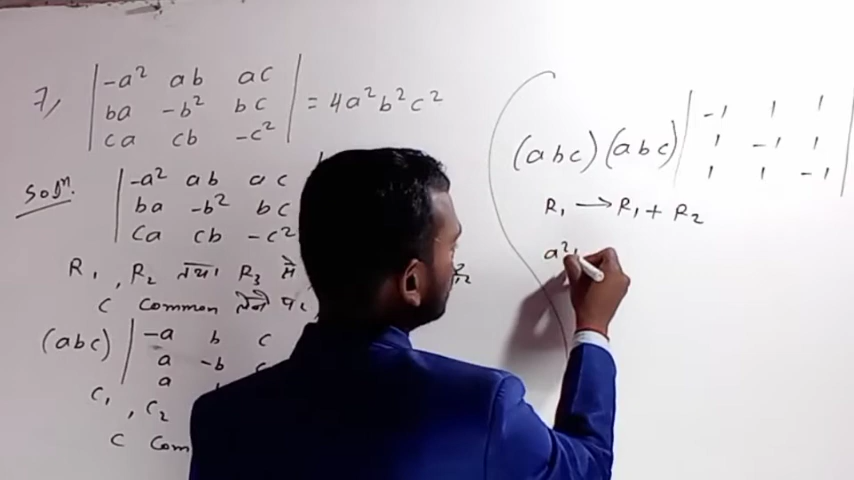 7, | -a² ab ac |
| ba -b² bc | = 4a²b²c²
| ca cb -c² |
Solⁿ. | -a² ab ac
| ba -b² bc
| ca cb -c²
R₁, R₂ तथा R₃ से
c common लेने पर
(abc) | -a b c
| a -b c
| a
C₁, C₂
c com
(abc)(abc) | -1 1 1 |
| 1 -1 1 |
| 1 1 -1 |
R₁ → R₁ + R₂
a²